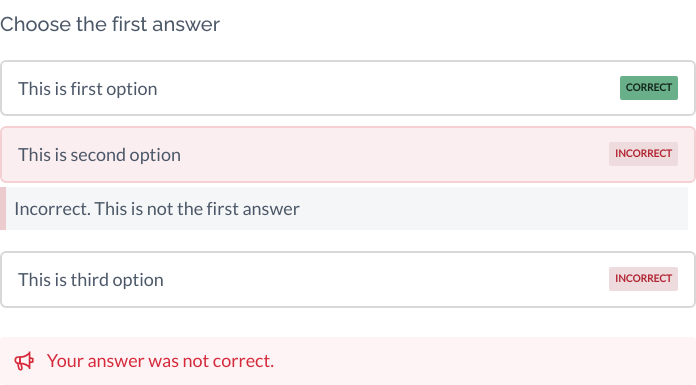 Choose the first answer
This is first option CORRECT
This is second option INCORRECT
Incorrect. This is not the first answer
This is third option INCORRECT
Your answer was not correct.